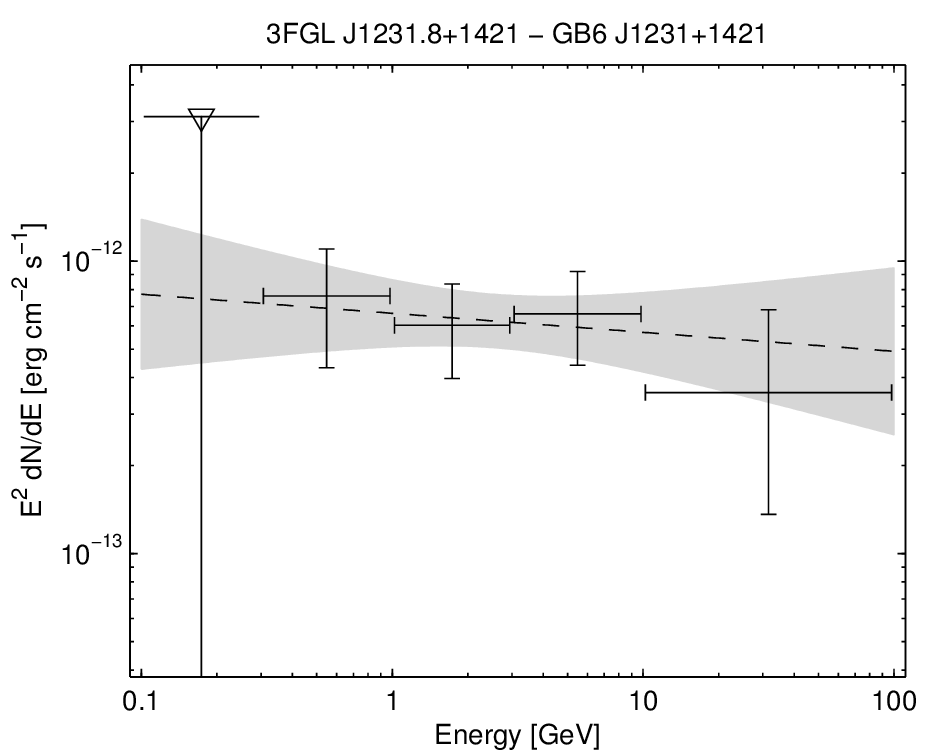 3FGL J1231.8+1421 − GB6 J1231+1421
E² dN/dE [erg cm⁻² s⁻¹]
10⁻¹²
10⁻¹³
0.1 1 10 100
Energy [GeV]